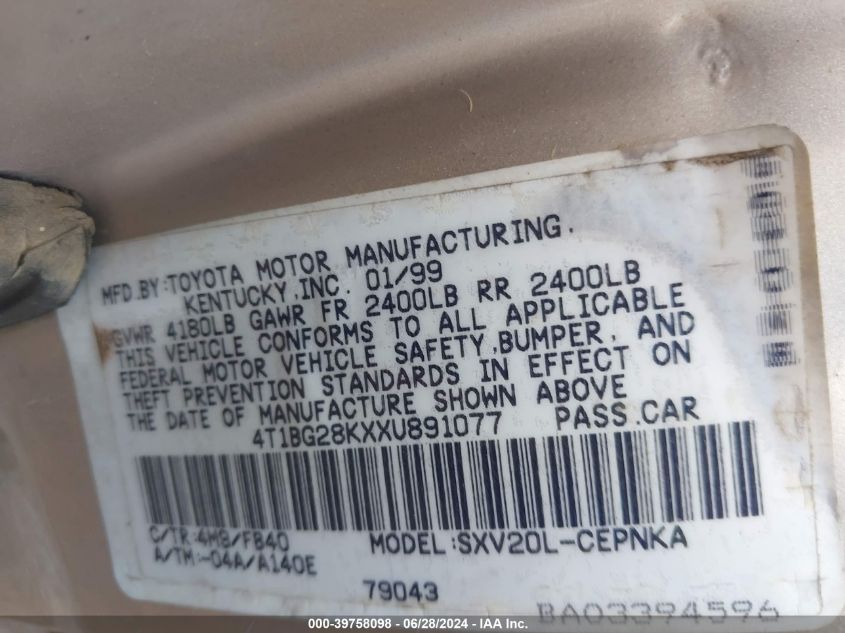 MFD.BY:TOYOTA MOTOR MANUFACTURING.
KENTUCKY,INC. 01/99
GVWR 4180LB GAWR FR 2400LB RR 2400LB
THIS VEHICLE CONFORMS TO ALL APPLICABLE
FEDERAL MOTOR VEHICLE SAFETY,BUMPER, AND
THEFT PREVENTION STANDARDS IN EFFECT ON
THE DATE OF MANUFACTURE SHOWN ABOVE
4T1BG28KXXU891077 PASS.CAR
C/TR:4M8/FB40
A/TM:-04A/A140E
MODEL:SXV20L-CEPNKA
79043
BA03394596
000-39758098 | 06/28/2024 - IAA Inc.